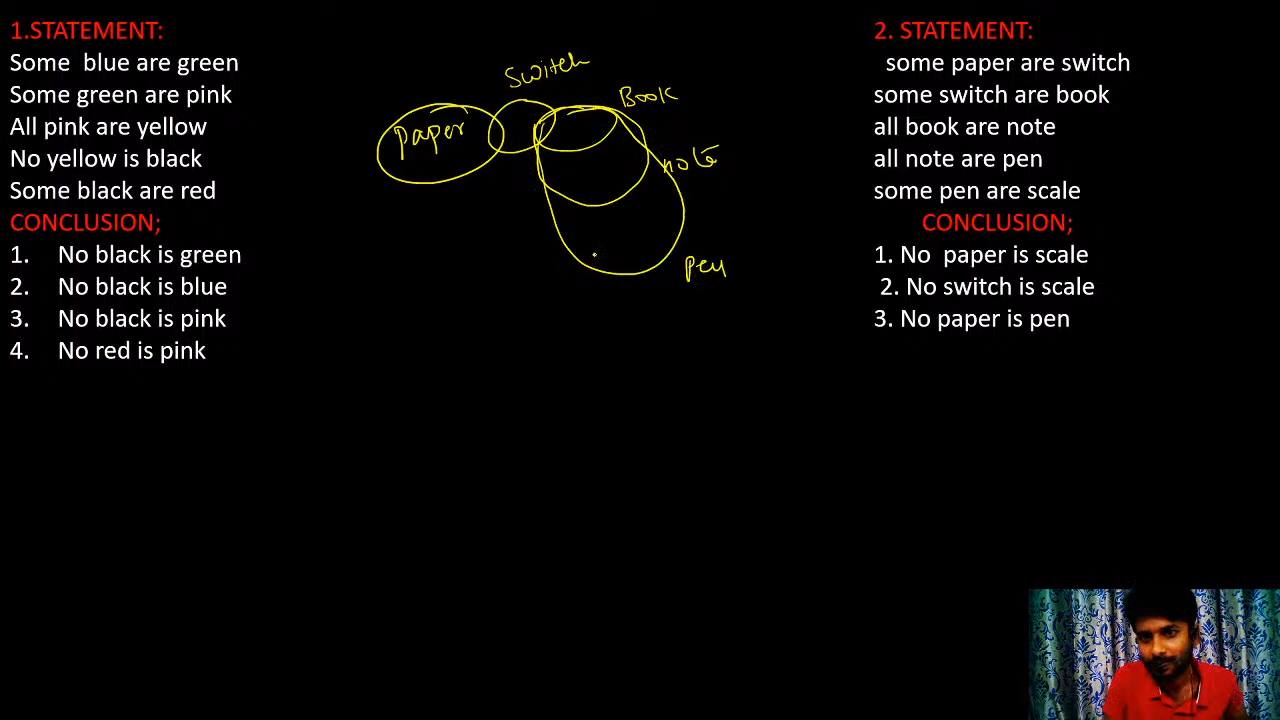 1.STATEMENT:
Some blue are green
Some green are pink
All pink are yellow
No yellow is black
Some black are red
CONCLUSION;
1. No black is green
2. No black is blue
3. No black is pink
4. No red is pink
Switch
Book
paper
note
pen
2. STATEMENT:
some paper are switch
some switch are book
all book are note
all note are pen
some pen are scale
CONCLUSION;
1. No paper is scale
2. No switch is scale
3. No paper is pen